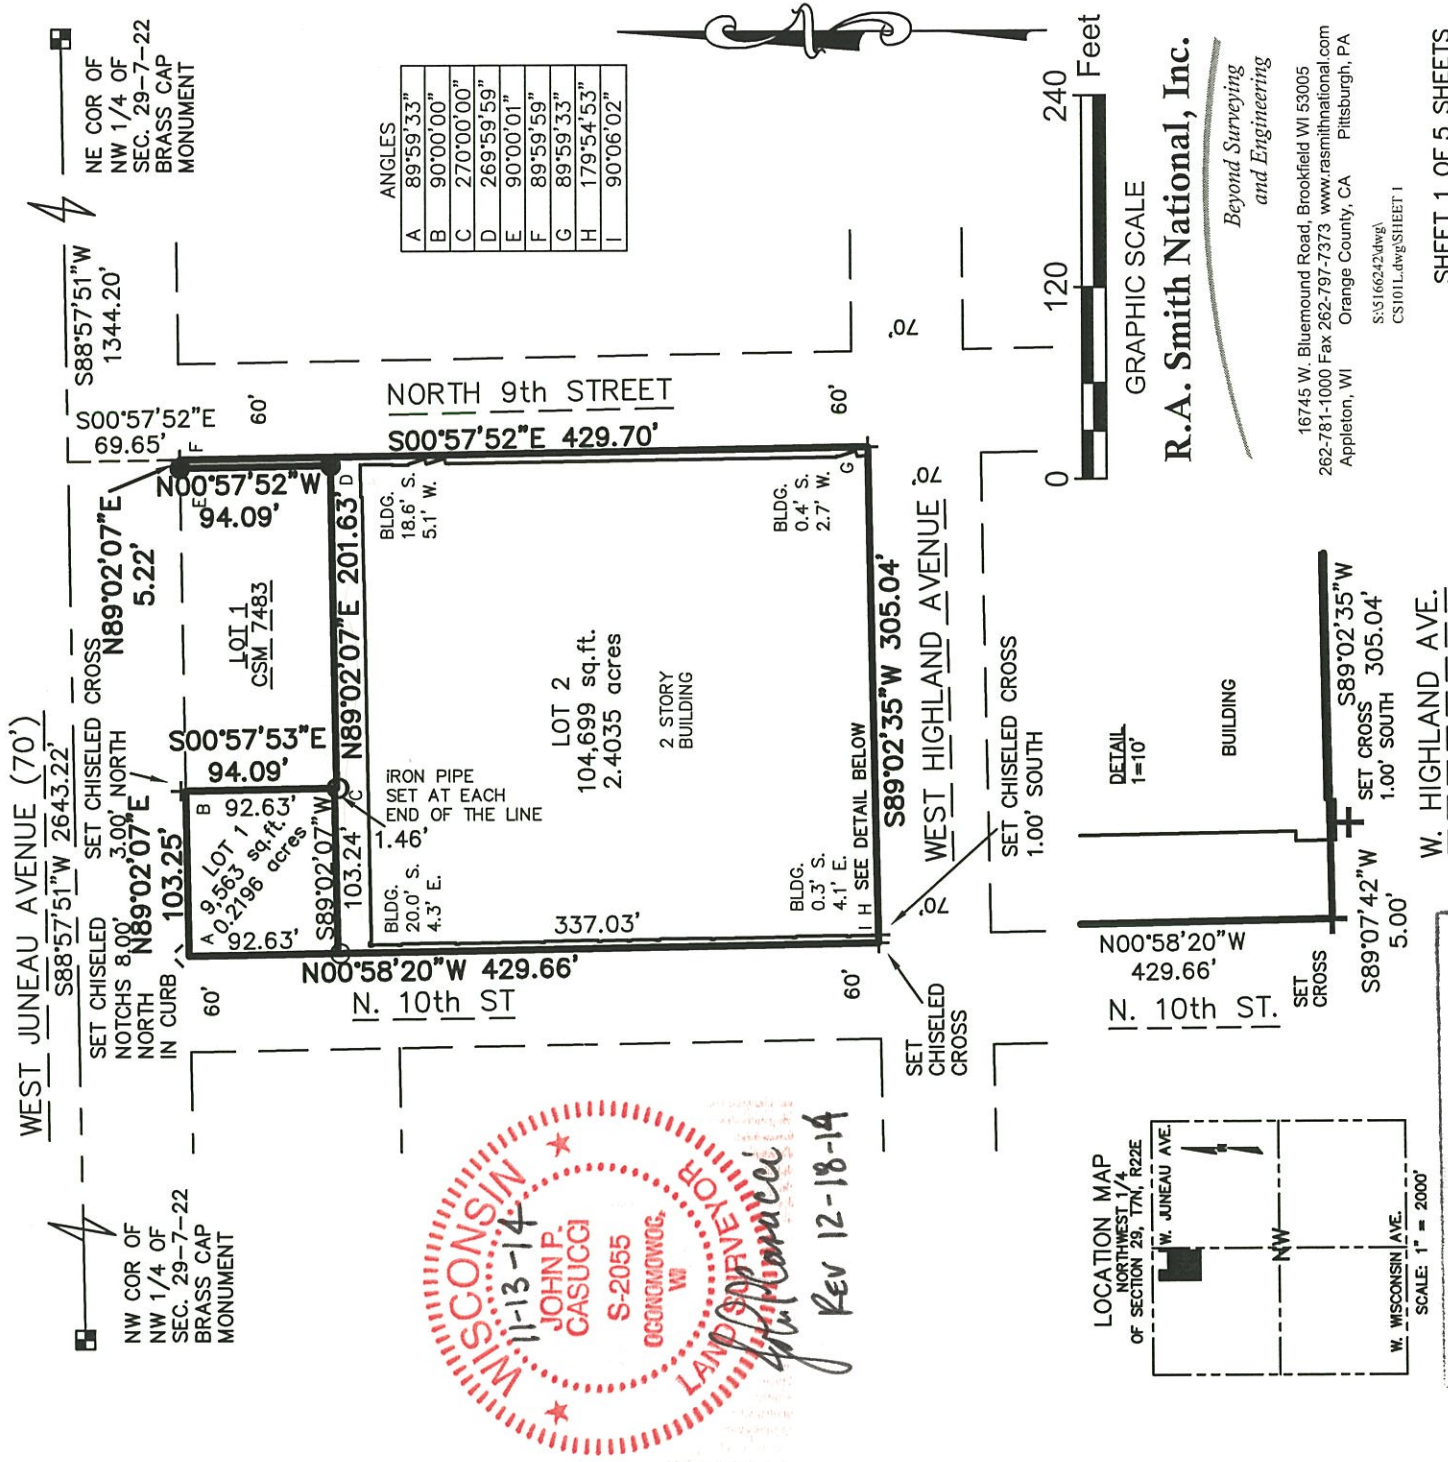 WEST JUNEAU AVENUE (70')
S88°57'51"W 2643.22'
S88°57'51"W
1344.20'
NW COR OF
NW 1/4 OF
SEC. 29-7-22
BRASS CAP
MONUMENT
NE COR OF
NW 1/4 OF
SEC. 29-7-22
BRASS CAP
MONUMENT
SET CHISELED
NOTCHS 8.00'
NORTH
IN CURB
SET CHISELED CROSS
3.00' NORTH
N89°02'07"E
103.25'
N89°02'07"E
5.22'
S00°57'52"E
69.65'
60'
60'
A
B
E
F
92.63'
92.63'
LOT 1
9,563 sq.ft.
0.2196 acres
S00°57'53"E
94.09'
LOT 1
CSM 7483
N00°57'52"W
94.09'
S89°02'07"W
103.24'
C
N89°02'07"E 201.63'
D
IRON PIPE
SET AT EACH
END OF THE LINE
1.46'
N00°58'20"W 429.66'
N. 10th ST
NORTH 9th STREET
S00°57'52"E 429.70'
BLDG.
20.0' S.
4.3' E.
BLDG.
18.6' S.
5.1' W.
LOT 2
104,699 sq.ft.
2.4035 acres
2 STORY
BUILDING
337.03'
BLDG.
0.3' S.
4.1' E.
BLDG.
0.4' S.
2.7' W.
60'
60'
I H SEE DETAIL BELOW
G
S89°02'35"W 305.04'
WEST HIGHLAND AVENUE
70'
70'
70'
SET
CHISELED
CROSS
SET CHISELED CROSS
1.00' SOUTH
ANGLES
A 89°59'33"
B 90°00'00"
C 270°00'00"
D 269°59'59"
E 90°00'01"
F 89°59'59"
G 89°59'33"
H 179°54'53"
I 90°06'02"
WISCONSIN
11-13-14
JOHN P.
CASUCCI
S-2055
OCONOMOWOC,
WI
LAND SURVEYOR
REV 12-18-14
LOCATION MAP
NORTHWEST 1/4
OF SECTION 29, T7N, R22E
W. JUNEAU AVE.
NW
W. WISCONSIN AVE.
SCALE: 1" = 2000'
DETAIL
1=10'
BUILDING
N00°58'20"W
429.66'
N. 10th ST.
SET
CROSS
S89°07'42"W
5.00'
SET CROSS
1.00' SOUTH
S89°02'35"W
305.04'
W. HIGHLAND AVE.
0 120 240 Feet
GRAPHIC SCALE
R.A. Smith National, Inc.
Beyond Surveying
and Engineering
16745 W. Bluemound Road, Brookfield WI 53005
262-781-1000 Fax 262-797-7373 www.rasmithnational.com
Appleton, WI Orange County, CA Pittsburgh, PA
S:\5166242\dwg\
CS101L.dwg\SHEET 1
SHEET 1 OF 5 SHEETS